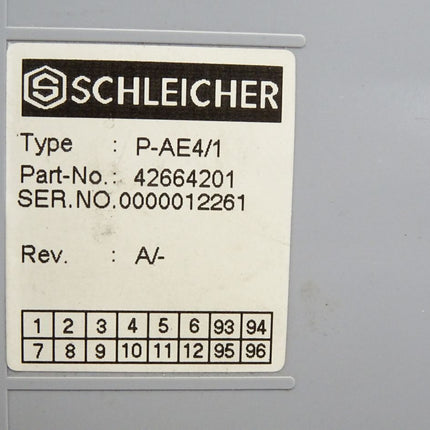 S SCHLEICHER
Type : P-AE4/1
Part-No.: 42664201
SER.NO.0000012261
Rev. : A/-
1 2 3 4 5 6 93 94
7 8 9 10 11 12 95 96